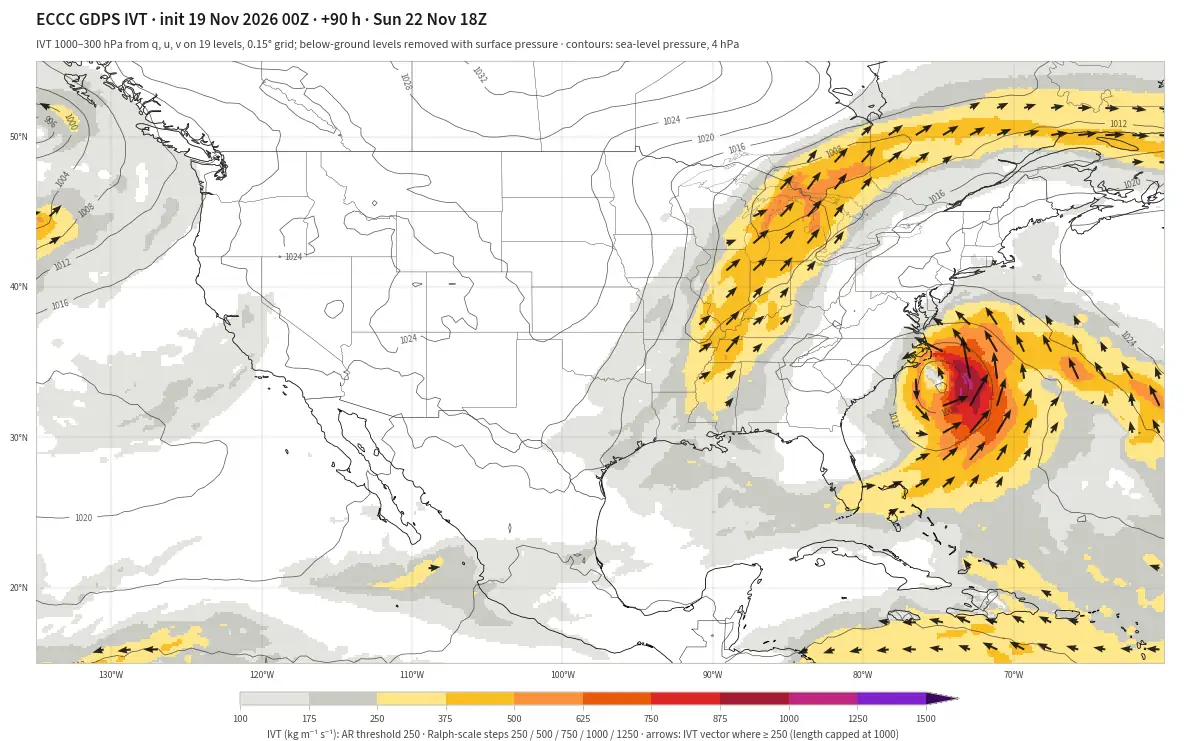 ECCC GDPS IVT · init 19 Nov 2026 00Z · +90 h · Sun 22 Nov 18Z
IVT 1000–300 hPa from q, u, v on 19 levels, 0.15° grid; below-ground levels removed with surface pressure · contours: sea-level pressure, 4 hPa
1028
1032
996
1000
1024
1012
50°N
1020
1016
1008
1004
1020
1008
1016
1012
1024
40°N
1016
1024
1024
1012
30°N
1020
20°N
130°W
120°W
110°W
100°W
90°W
80°W
70°W
100
175
250
375
500
625
750
875
1000
1250
1500
IVT (kg m⁻¹ s⁻¹): AR threshold 250 · Ralph-scale steps 250 / 500 / 750 / 1000 / 1250 · arrows: IVT vector where ≥ 250 (length capped at 1000)